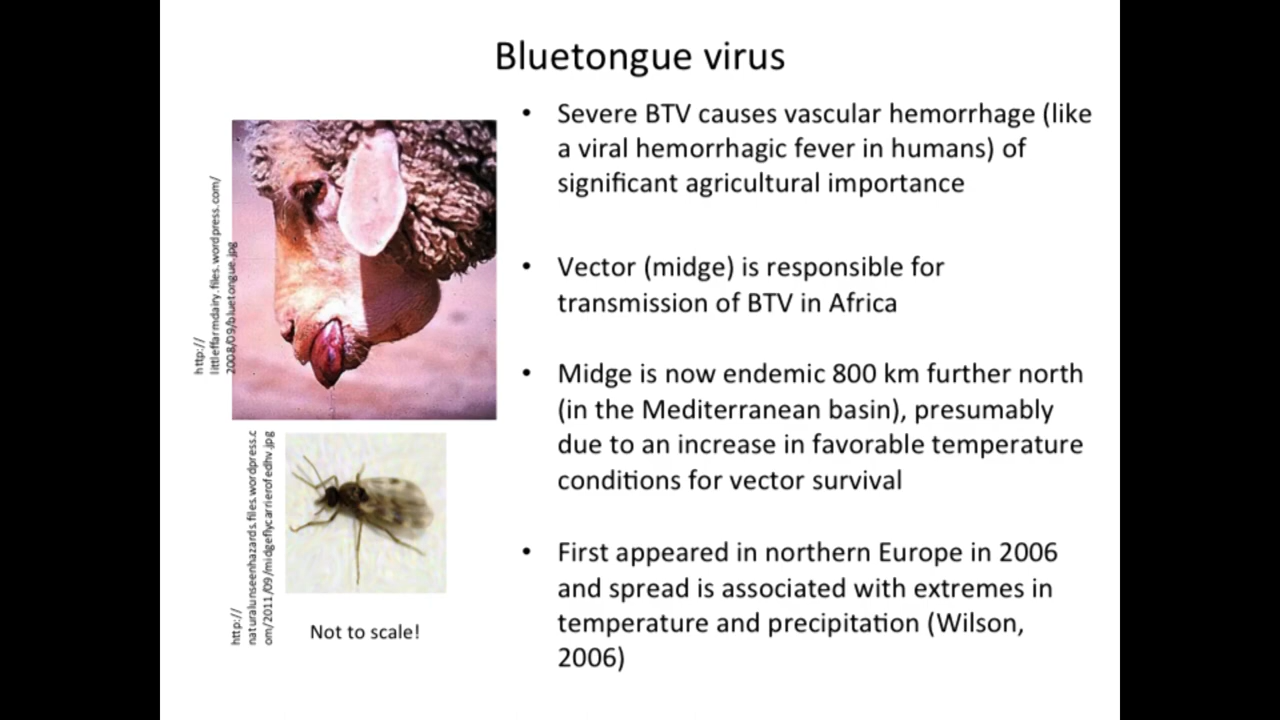 Bluetongue virus
• Severe BTV causes vascular hemorrhage (like
a viral hemorrhagic fever in humans) of
significant agricultural importance
• Vector (midge) is responsible for
transmission of BTV in Africa
• Midge is now endemic 800 km further north
(in the Mediterranean basin), presumably
due to an increase in favorable temperature
conditions for vector survival
• First appeared in northern Europe in 2006
and spread is associated with extremes in
temperature and precipitation (Wilson,
2006)
http://
littleffarmdairy.files.wordpress.com/
2008/09/bluetongue.jpg
http://
naturalunseenhazards.files.wordpress.c
om/2011/09/midgeflycarrierofedhv.jpg
Not to scale!